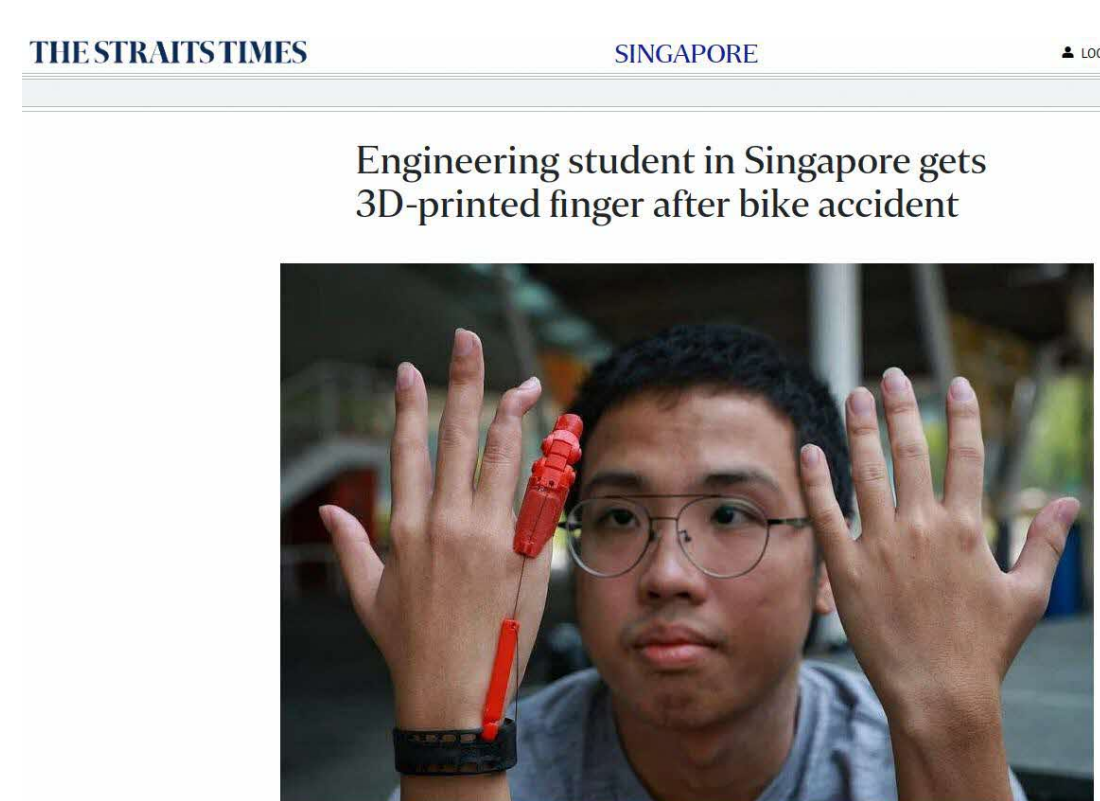 THE STRAITS TIMES
SINGAPORE
Engineering student in Singapore gets
3D-printed finger after bike accident